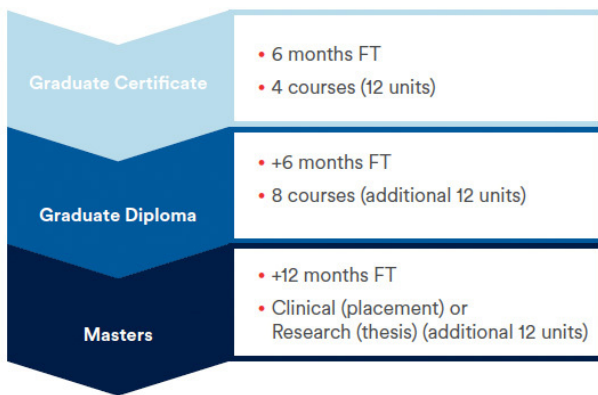 Graduate Certificate
• 6 months FT
• 4 courses (12 units)
Graduate Diploma
• +6 months FT
• 8 courses (additional 12 units)
Masters
• +12 months FT
• Clinical (placement) or
Research (thesis) (additional 12 units)